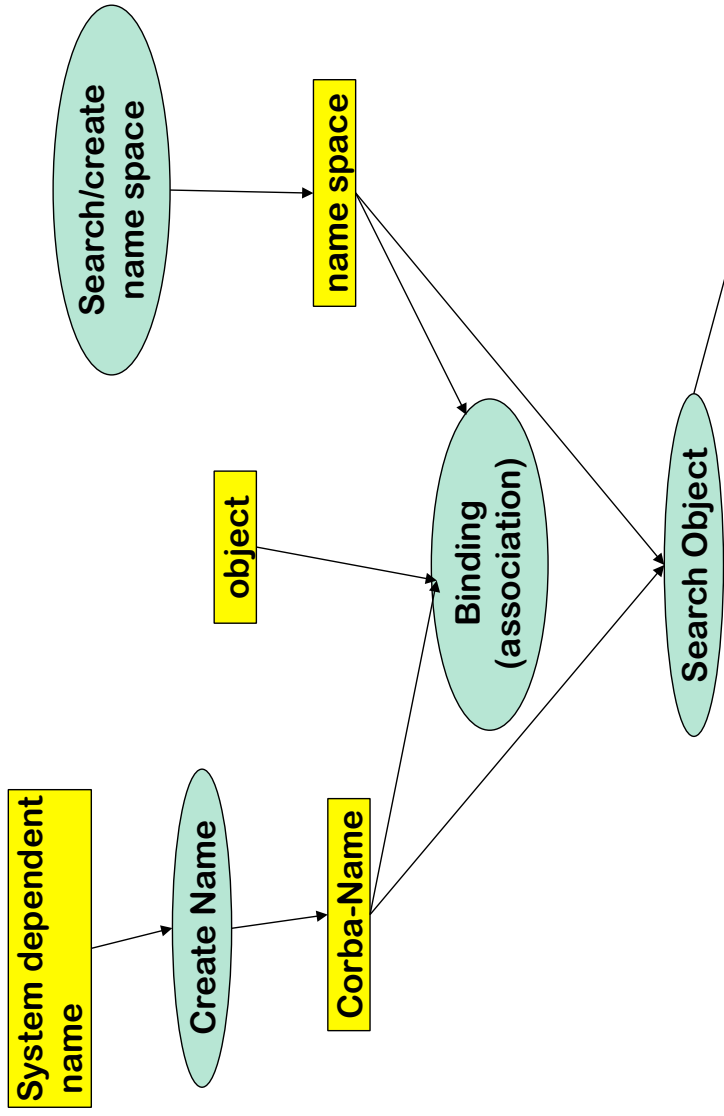 System dependent
name
Create Name
Corba-Name
object
Binding
(association)
Search/create
name space
name space
Search Object